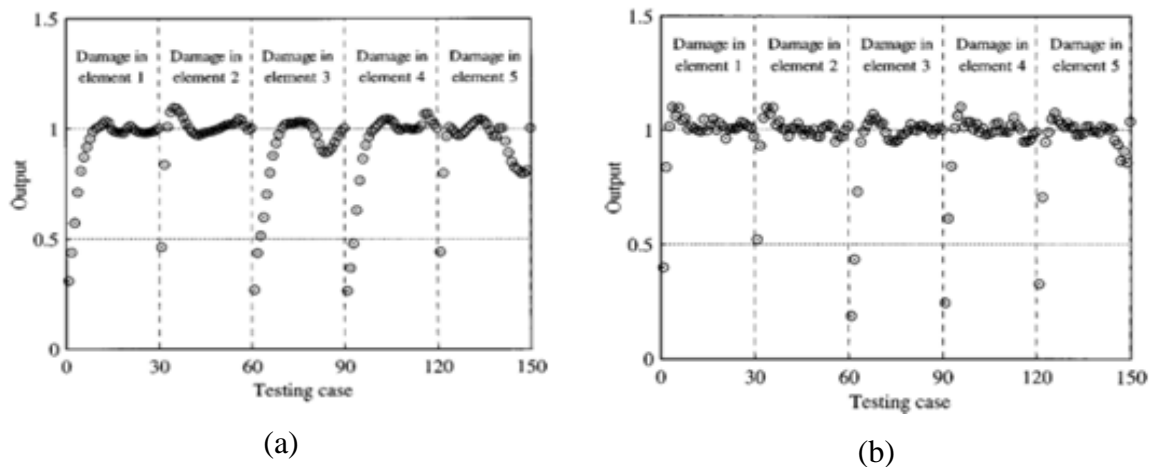 1.5
Damage in
element 1
Damage in
element 2
Damage in
element 3
Damage in
element 4
Damage in
element 5
1
Output
0.5
0
0
30
60
90
120
150
Testing case
(a)
1.5
Damage in
element 1
Damage in
element 2
Damage in
element 3
Damage in
element 4
Damage in
element 5
1
Output
0.5
0
0
30
60
90
120
150
Testing case
(b)